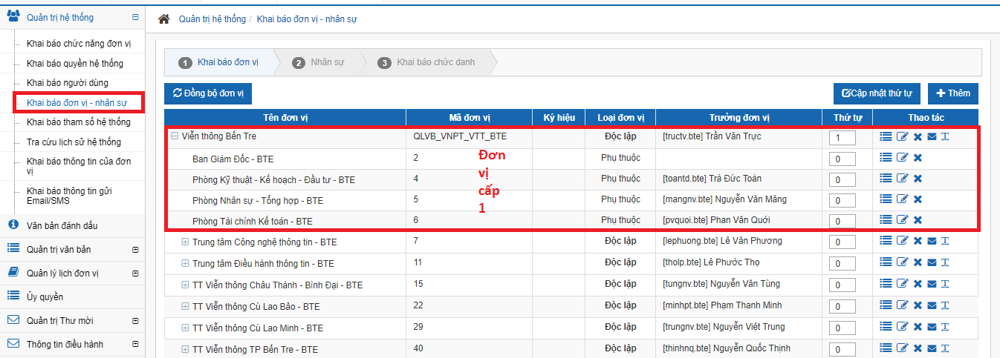 Quản trị hệ thống
Khai báo chức năng đơn vị
Khai báo quyền hệ thống
Khai báo người dùng
Khai báo đơn vị - nhân sự
Khai báo tham số hệ thống
Tra cứu lịch sử hệ thống
Khai báo thông tin của đơn
vị
Khai báo thông tin gửi
Email/SMS
Văn bản đánh dấu
Quản trị văn bản
Quản lý lịch đơn vị
Ủy quyền
Quản trị Thư mời
Thông tin điều hành
Quản trị hệ thống / Khai báo đơn vị - nhân sự
1 Khai báo đơn vị 2 Nhân sự 3 Khai báo chức danh
Đồng bộ đơn vị Cập nhật thứ tự Thêm
Tên đơn vị Mã đơn vị Ký hiệu Loại đơn vị Trưởng đơn vị Thứ tự Thao tác
Viễn thông Bến Tre QLVB_VNPT_VTT_BTE Độc lập [tructv.bte] Trần Văn Trực 1
Ban Giám Đốc - BTE 2 Phụ thuộc 0
Phòng Kỹ thuật - Kế hoạch - Đầu tư - BTE 4 Phụ thuộc [toantd.bte] Trà Đức Toàn 0
Phòng Nhân sự - Tổng hợp - BTE 5 Phụ thuộc [mangnv.bte] Nguyễn Văn Măng 0
Phòng Tài chính Kế toán - BTE 6 Phụ thuộc [pvquoi.bte] Phan Văn Quới 0
Đơn
vị
cấp
1
Trung tâm Công nghệ thông tin - BTE 7 Độc lập [lephuong.bte] Lê Văn Phương 0
Trung tâm Điều hành thông tin - BTE 11 Độc lập [tholp.bte] Lê Phước Thọ 0
TT Viễn thông Châu Thành - Bình Đại - BTE 15 Độc lập [tungnv.bte] Nguyễn Văn Tùng 0
TT Viễn thông Cù Lao Bảo - BTE 22 Độc lập [minhpt.bte] Phạm Thanh Minh 0
TT Viễn thông Cù Lao Minh - BTE 29 Độc lập [trungnv.bte] Nguyễn Việt Trung 0
TT Viễn thông TP Bến Tre - BTE 40 Độc lập [thinhnq.bte] Nguyễn Quốc Thịnh 0